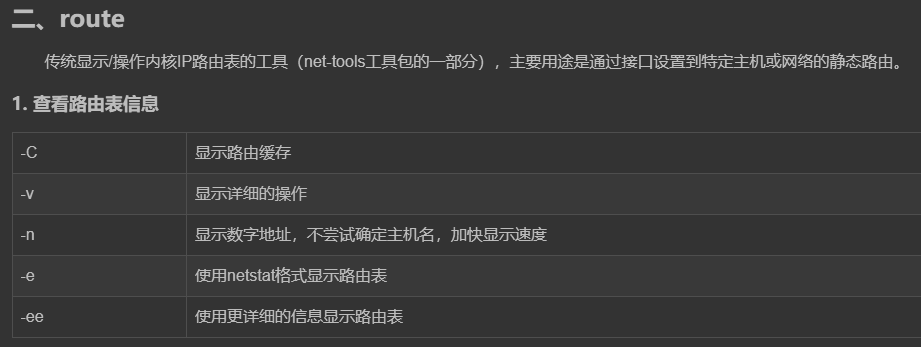 二、route
传统显示/操作内核IP路由表的工具（net-tools工具包的一部分），主要用途是通过接口设置到特定主机或网络的静态路由。
1. 查看路由表信息
-C 显示路由缓存
-v 显示详细的操作
-n 显示数字地址，不尝试确定主机名，加快显示速度
-e 使用netstat格式显示路由表
-ee 使用更详细的信息显示路由表